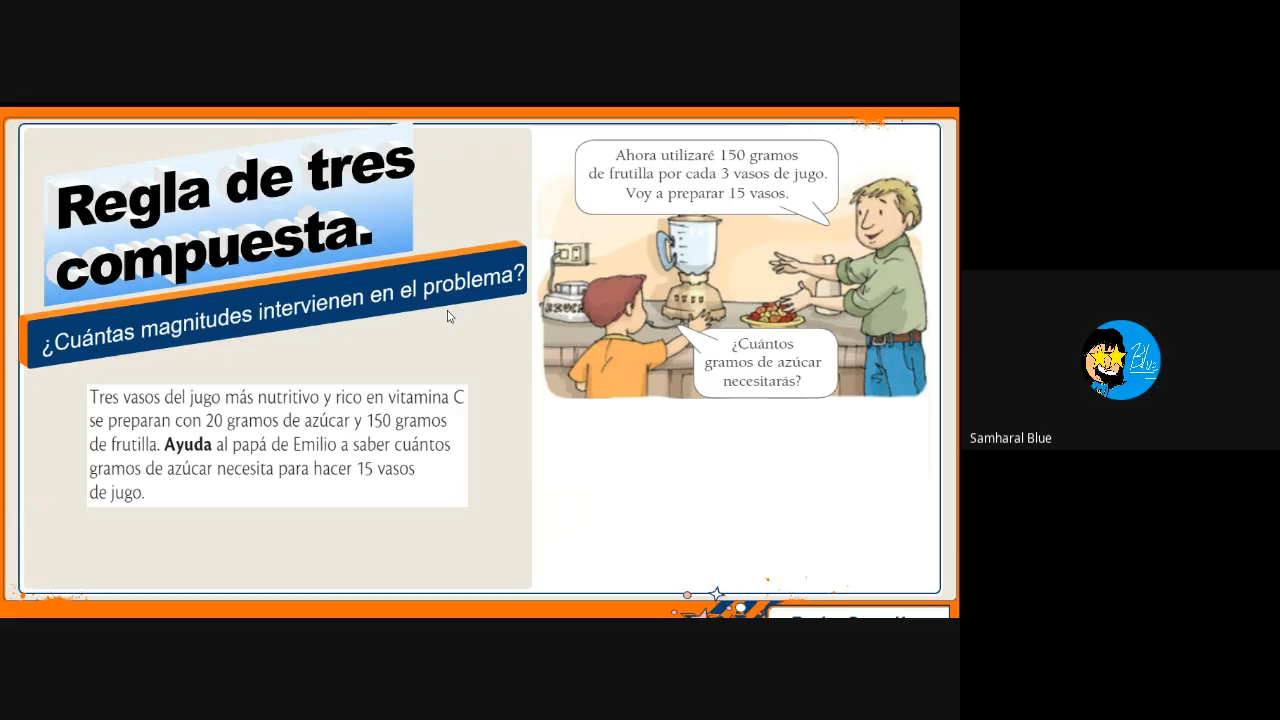 Regla de tres
compuesta.
¿Cuántas magnitudes intervienen en el problema?
Tres vasos del jugo más nutritivo y rico en vitamina C
se preparan con 20 gramos de azúcar y 150 gramos
de frutilla. Ayuda al papá de Emilio a saber cuántos
gramos de azúcar necesita para hacer 15 vasos
de jugo.
Ahora utilizaré 150 gramos
de frutilla por cada 3 vasos de jugo.
Voy a preparar 15 vasos.
AZÚCAR
¿Cuántos
gramos de azúcar
necesitarás?
Blue
Samharal Blue